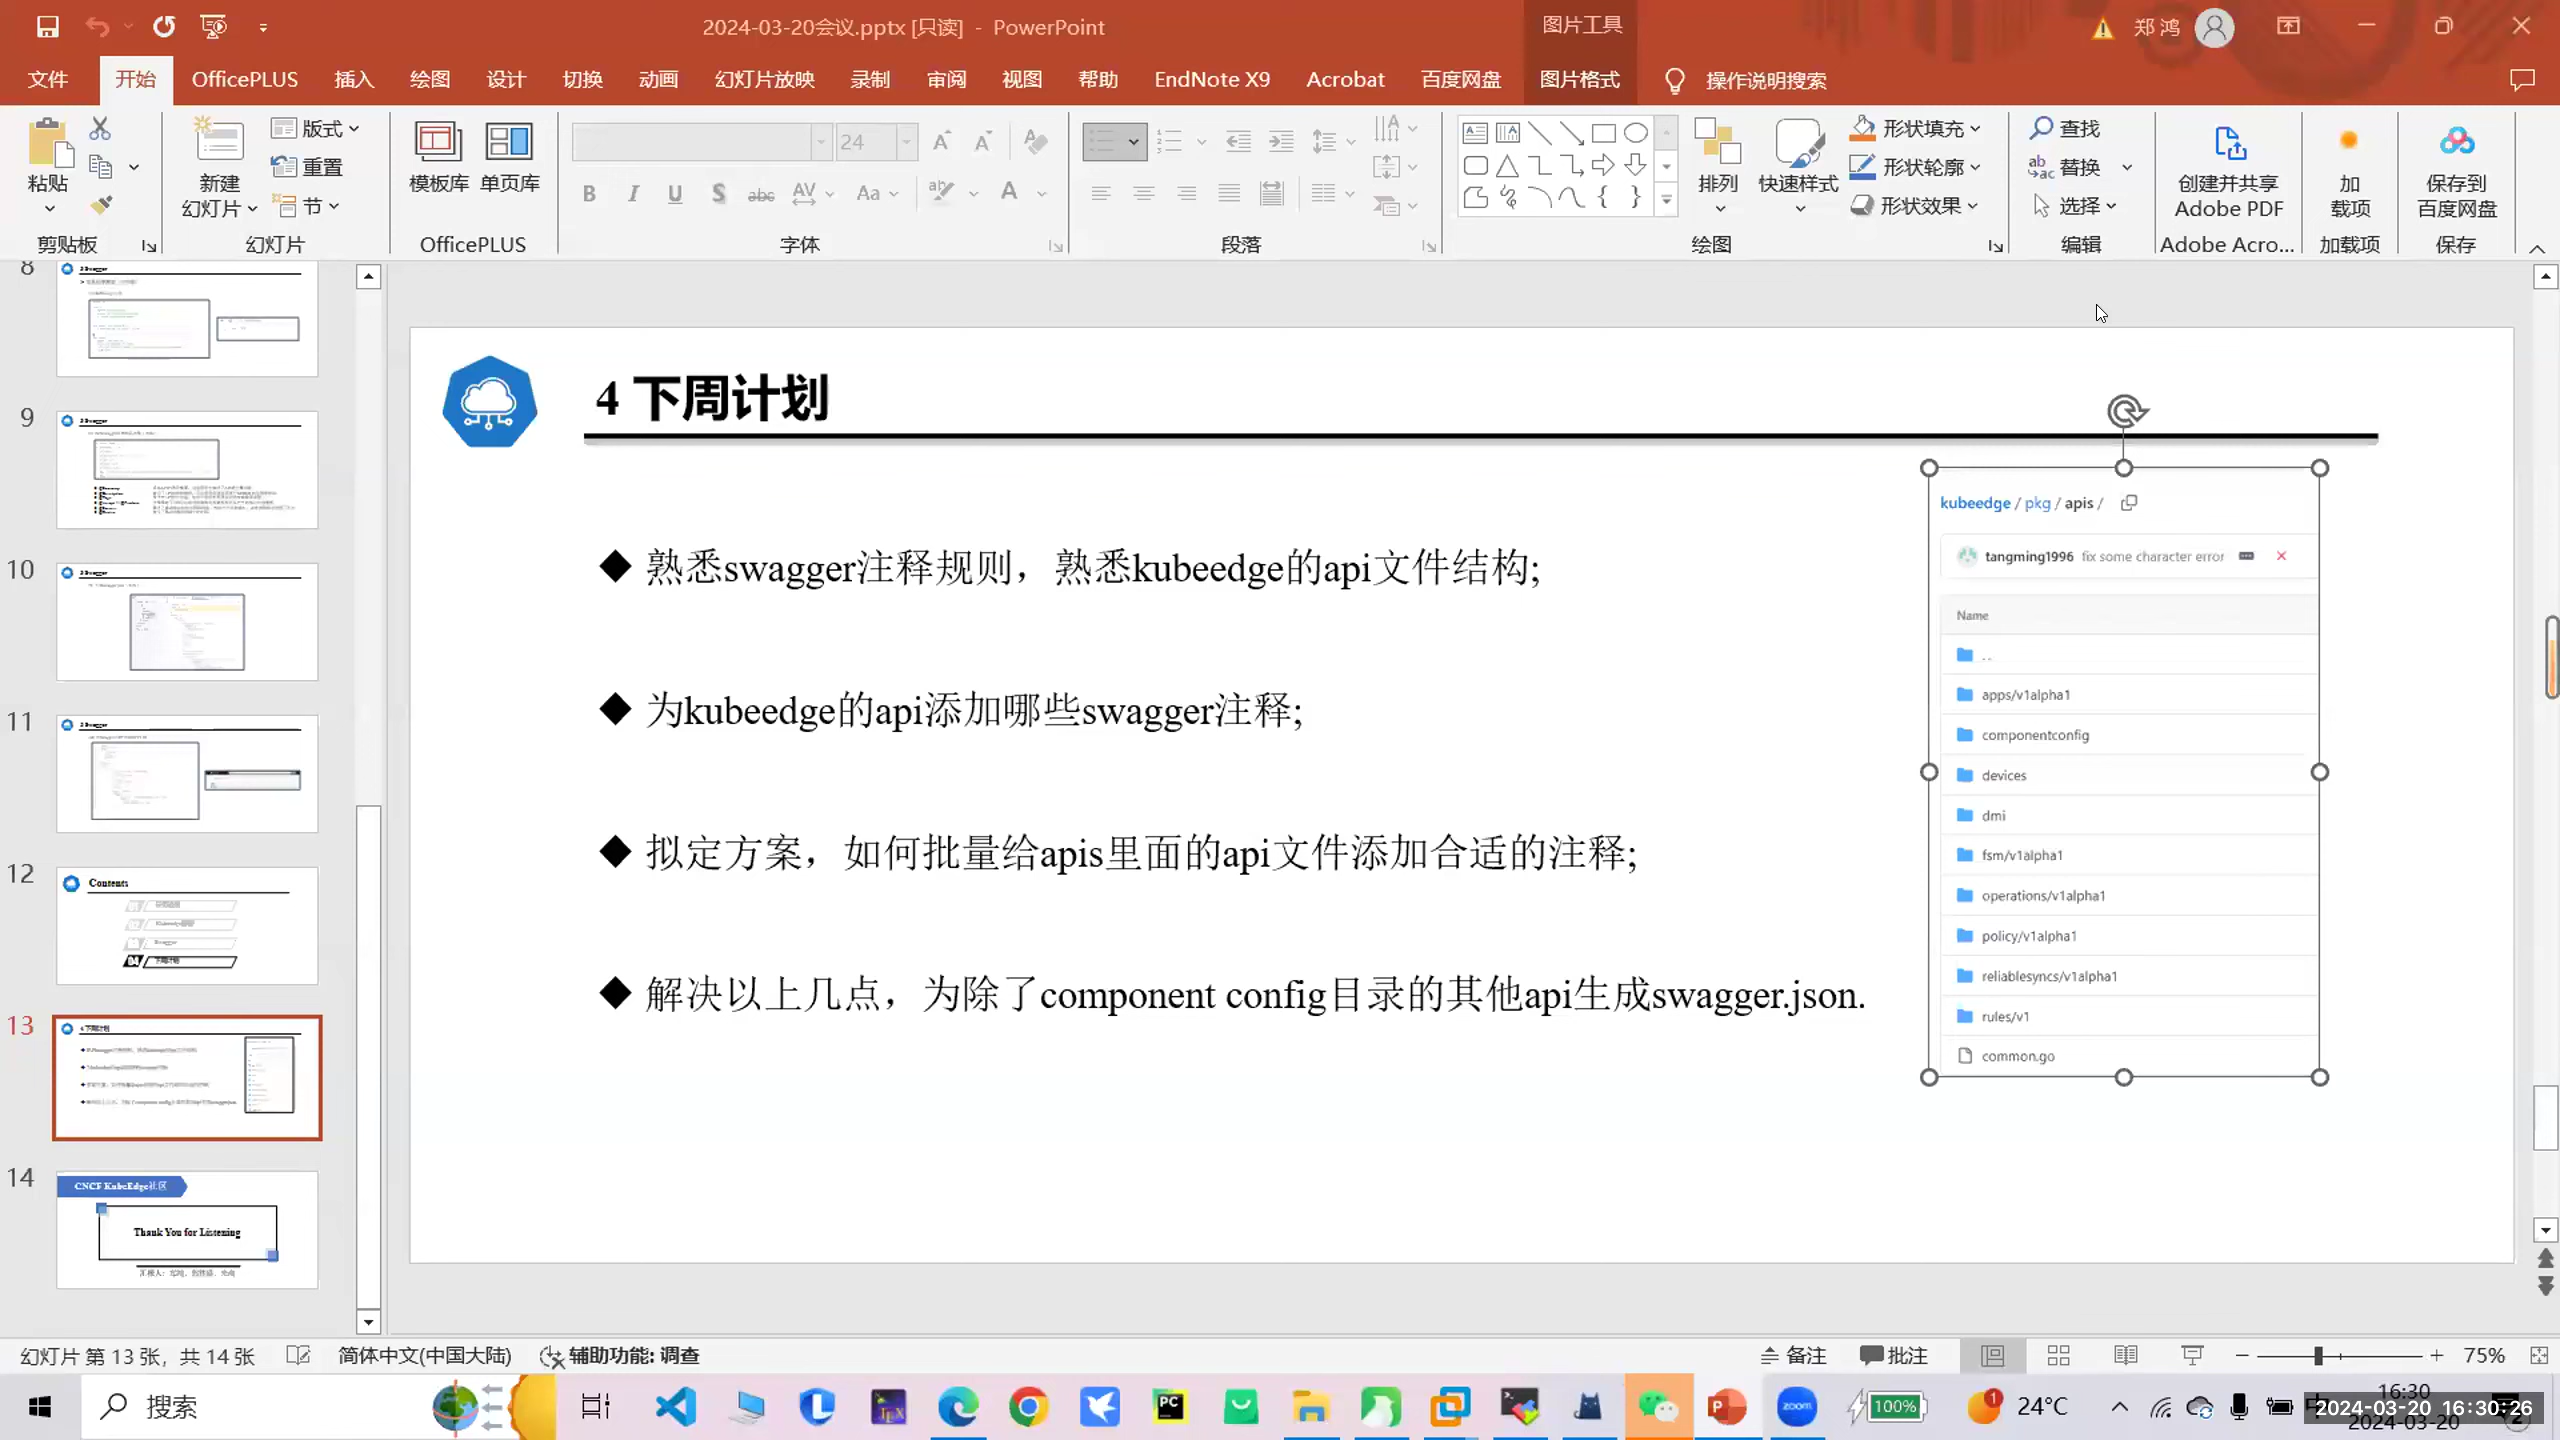 2024-03-20会议.pptx [只读] - PowerPoint
图片工具
郑 鸿
文件 开始 OfficePLUS 插入 绘图 设计 切换 动画 幻灯片放映 录制 审阅 视图 帮助 EndNote X9 Acrobat 百度网盘 图片格式 操作说明搜索
粘贴
剪贴板
新建
幻灯片
版式
重置
节
幻灯片
模板库 单页库
OfficePLUS
24
字体
段落
排列
快速样式
形状填充
形状轮廓
形状效果
绘图
查找
替换
选择
编辑
创建并共享
Adobe PDF
Adobe Acro...
加
载项
加载项
保存到
百度网盘
保存
8
9
10
11
12
Contents
13
4 下周计划
14
CNCF KubeEdge社区
Thank You for Listening
4 下周计划
熟悉swagger注释规则，熟悉kubeedge的api文件结构;
为kubeedge的api添加哪些swagger注释;
拟定方案，如何批量给apis里面的api文件添加合适的注释;
解决以上几点，为除了component config目录的其他api生成swagger.json.
kubeedge / pkg / apis /
tangming1996 fix some character error
Name
..
apps/v1alpha1
componentconfig
devices
dmi
fsm/v1alpha1
operations/v1alpha1
policy/v1alpha1
reliablesyncs/v1alpha1
rules/v1
common.go
幻灯片 第 13 张，共 14 张 简体中文(中国大陆) 辅助功能: 调查 备注 批注 75%
搜索
100%
24°C
16:30
2024-03-20 16:30:26
2024-03-20